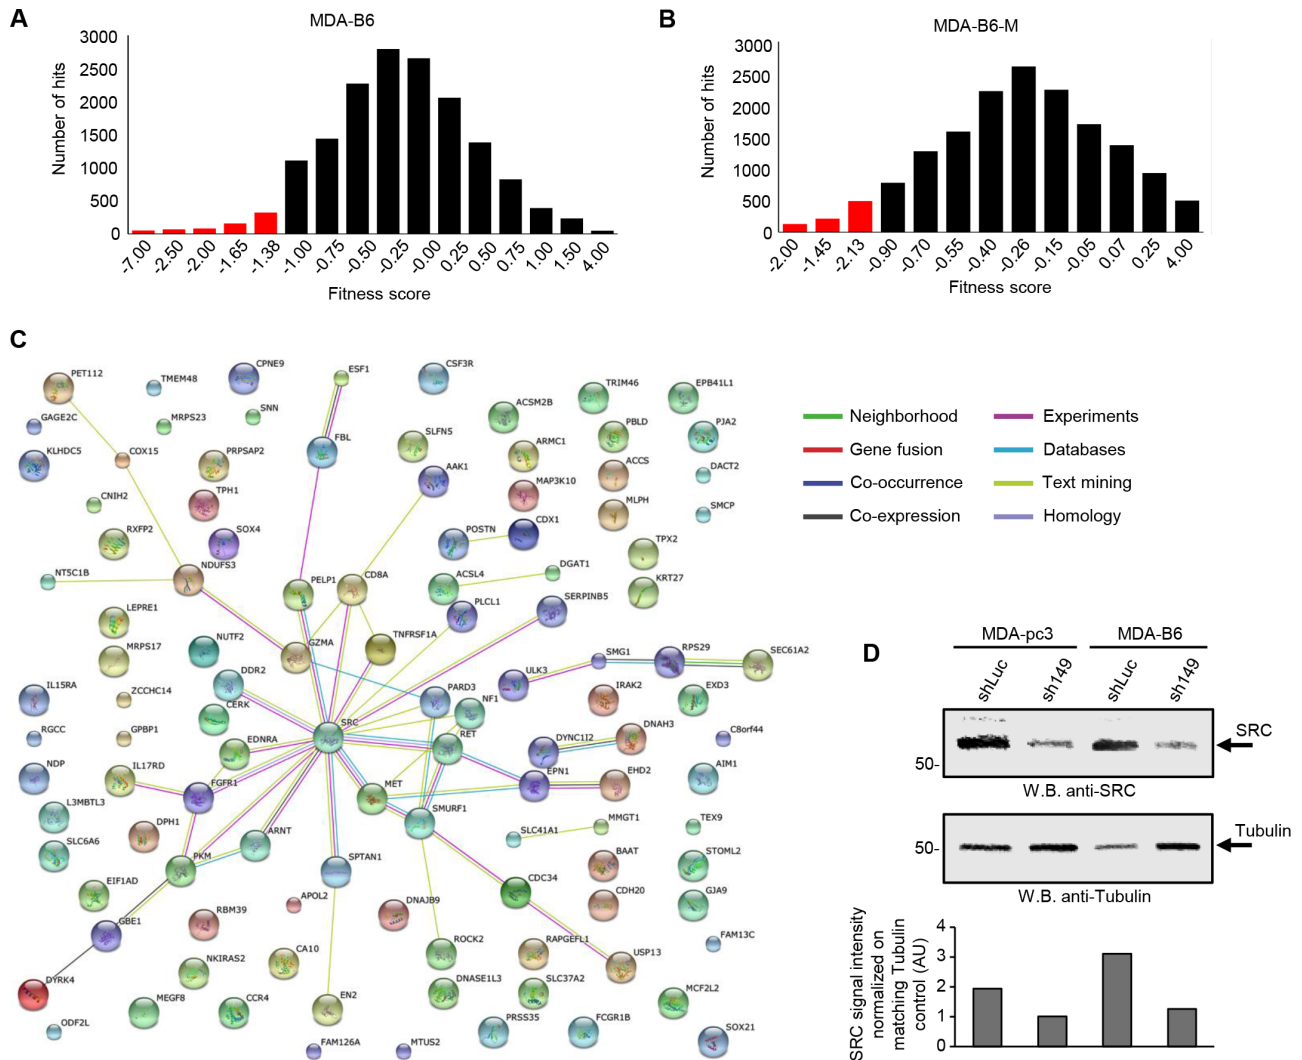 A
MDA-B6
Number of hits
3000
2500
2000
1500
1000
500
0
-7.00 -2.50 -2.00 -1.65 -1.38 -1.00 -0.75 -0.50 -0.25 -0.00 0.25 0.50 0.75 1.00 1.50 4.00
Fitness score
B
MDA-B6-M
Number of hits
3000
2500
2000
1500
1000
500
0
-2.00 -1.45 -2.13 -0.90 -0.70 -0.55 -0.40 -0.26 -0.15 -0.05 0.07 0.25 4.00
Fitness score
C
PET112
TMEM48
CPNE9
ESF1
CSF3R
TRIM46
EPB41L1
GAGE2C
MRPS23
SNN
ACSM2B
KLHDC5
COX15
PRPSAP2
FBL
SLFN5
ARMC1
PBLD
PJA2
AAK1
ACCS
DACT2
CNIH2
TPH1
MAP3K10
MLPH
SMCP
RXFP2
SOX4
POSTN
CDX1
TPX2
NT5C1B
NDUFS3
PELP1
CD8A
ACSL4
DGAT1
KRT27
LEPRE1
PLCL1
SERPINB5
MRPS17
NUTF2
GZMA
TNFRSF1A
SMG1
RPS29
SEC61A2
IL15RA
ZCCHC14
DDR2
PARD3
ULK3
IRAK2
EXD3
CERK
NF1
RGCC
GPBP1
SRC
DNAH3
C8orf44
EDNRA
RET
DYNC1I2
NDP
IL17RD
FGFR1
MET
EPN1
EHD2
AIM1
L3MBTL3
DPH1
ARNT
SMURF1
SLC41A1
MMGT1
TEX9
SLC6A6
PKM
SPTAN1
BAAT
STOML2
EIF1AD
APOL2
CDC34
CDH20
GJA9
GBE1
RBM39
DNAJB9
FAM13C
DYRK4
NKIRAS2
CA10
ROCK2
RAPGEFL1
USP13
MEGF8
CCR4
EN2
DNASE1L3
SLC37A2
MCF2L2
ODF2L
FAM126A
MTUS2
PRSS35
FCGR1B
SOX21
Neighborhood
Gene fusion
Co-occurrence
Co-expression
Experiments
Databases
Text mining
Homology
D
MDA-pc3 MDA-B6
shLuc sh149 shLuc sh149
50-
SRC
W.B. anti-SRC
50-
Tubulin
W.B. anti-Tubulin
SRC signal intensity
normalized on
matching Tubulin
control (AU)
4
3
2
1
0